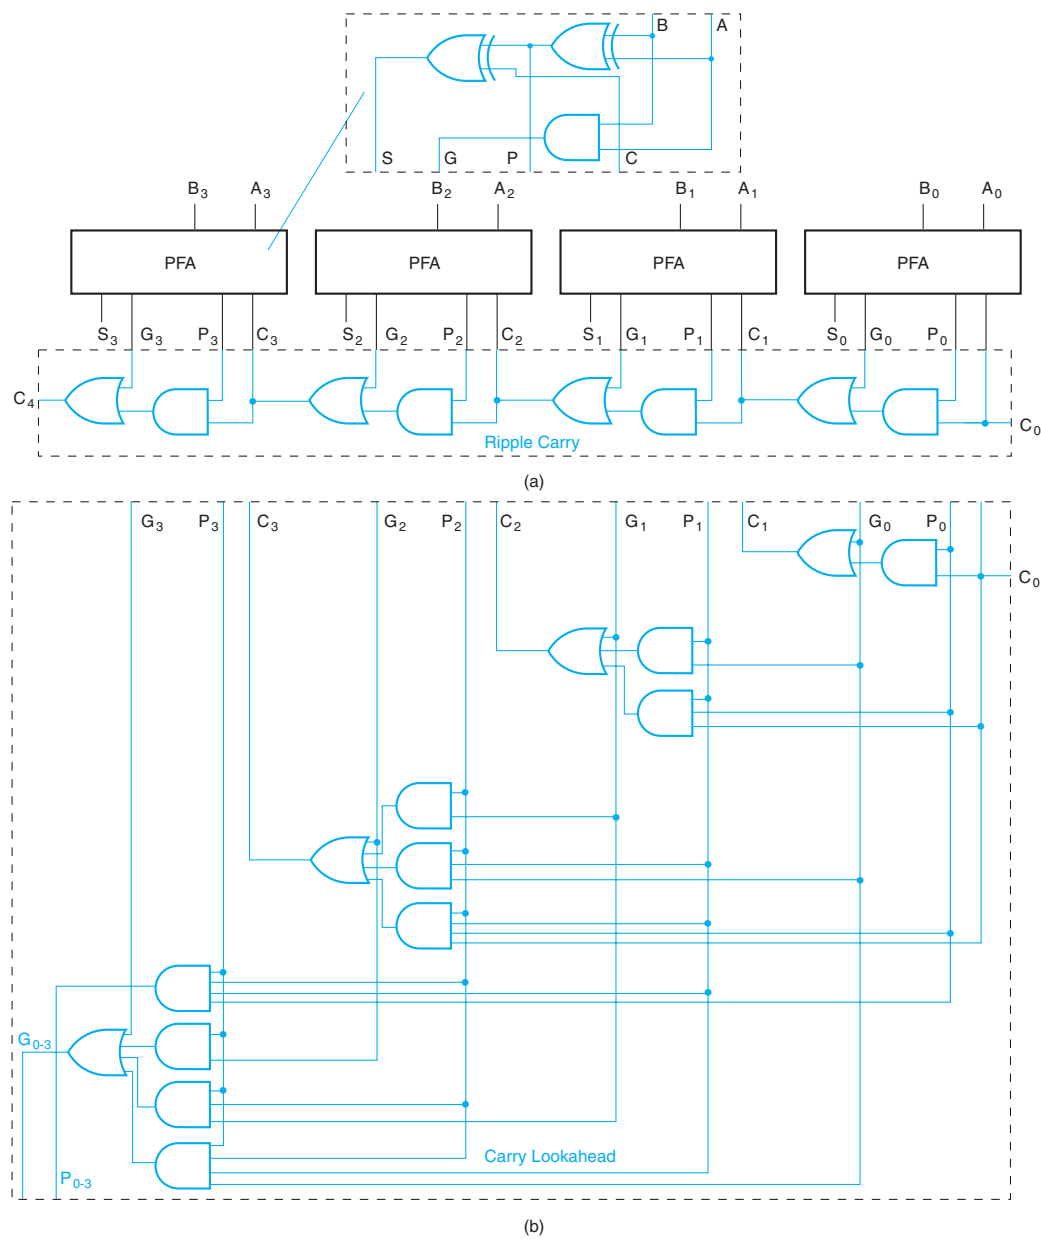 B A
S G P C
B3 A3 B2 A2 B1 A1 B0 A0
PFA PFA PFA PFA
S3 G3 P3 C3 S2 G2 P2 C2 S1 G1 P1 C1 S0 G0 P0
C4 C0
Ripple Carry
(a)
G3 P3 C3 G2 P2 C2 G1 P1 C1 G0 P0
C0
G0-3
Carry Lookahead
P0-3
(b)